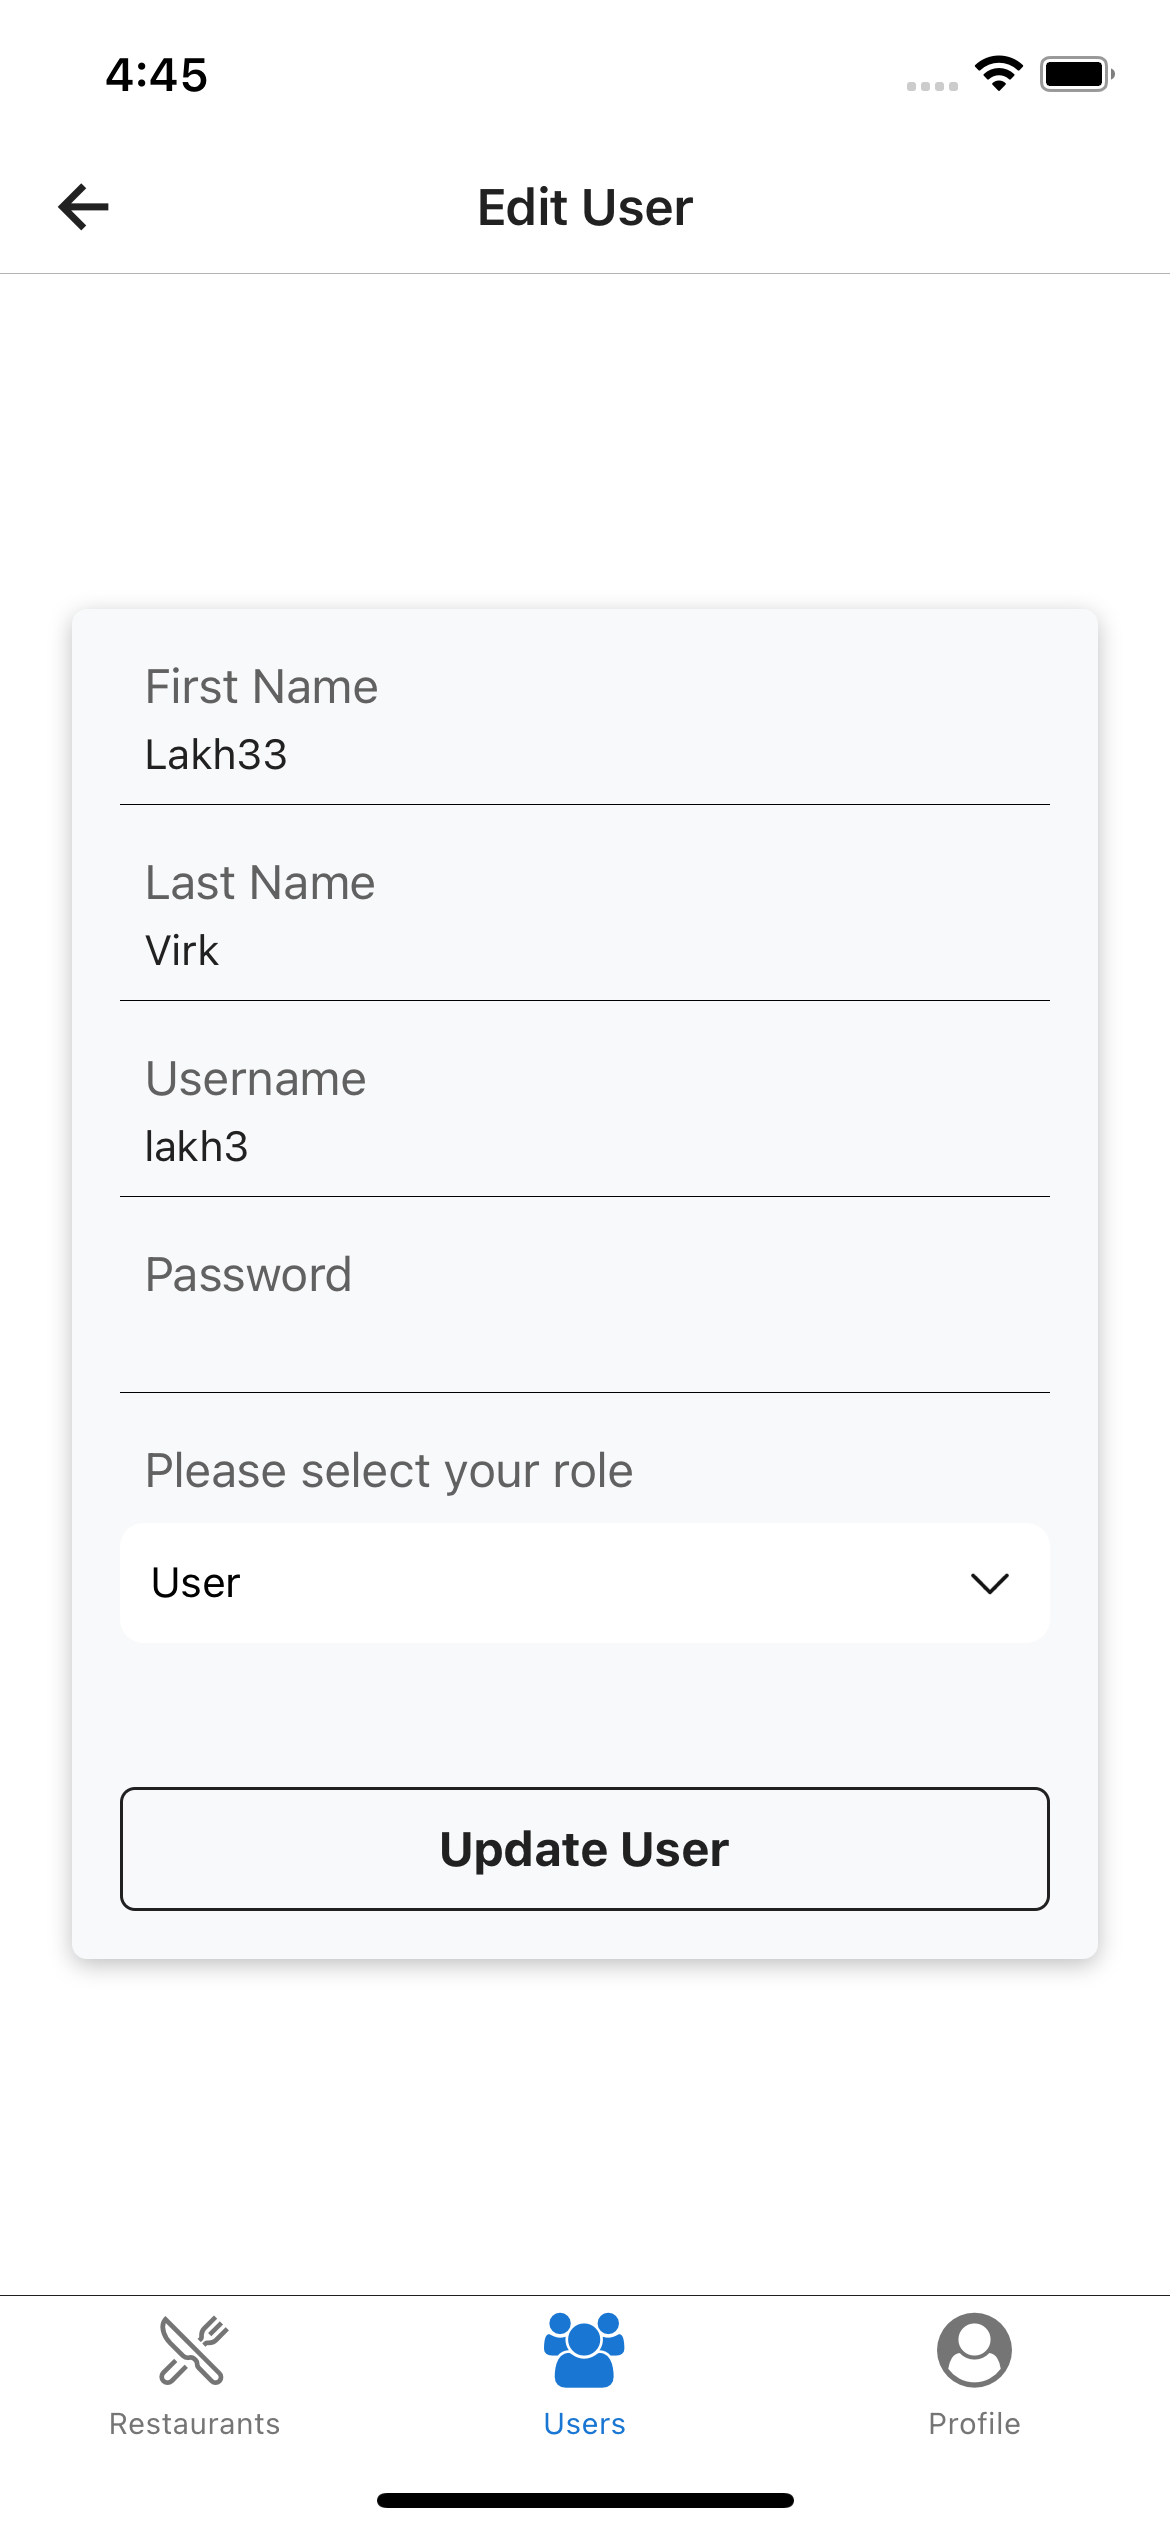 4:45
Edit User
First Name
Lakh33
Last Name
Virk
Username
lakh3
Password
Please select your role
User
Update User
Restaurants
Users
Profile